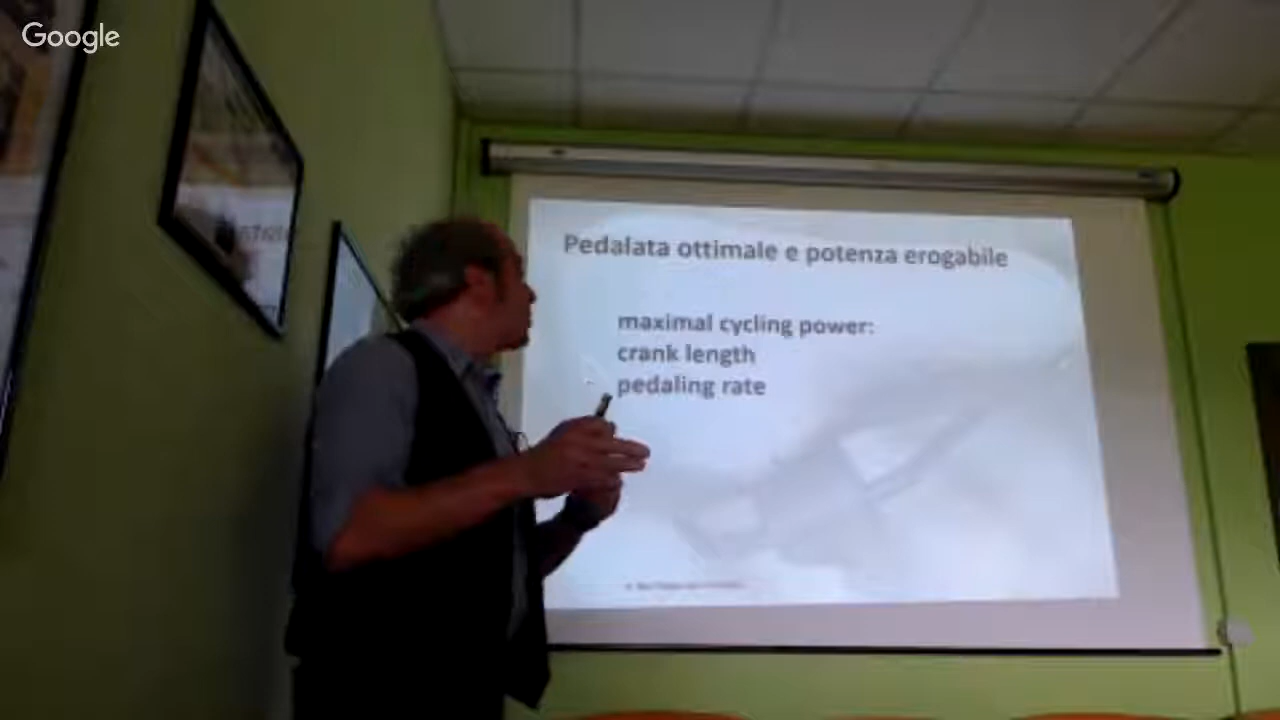 Google
Pedalata ottimale e potenza erogabile
maximal cycling power:
crank length
pedaling rate